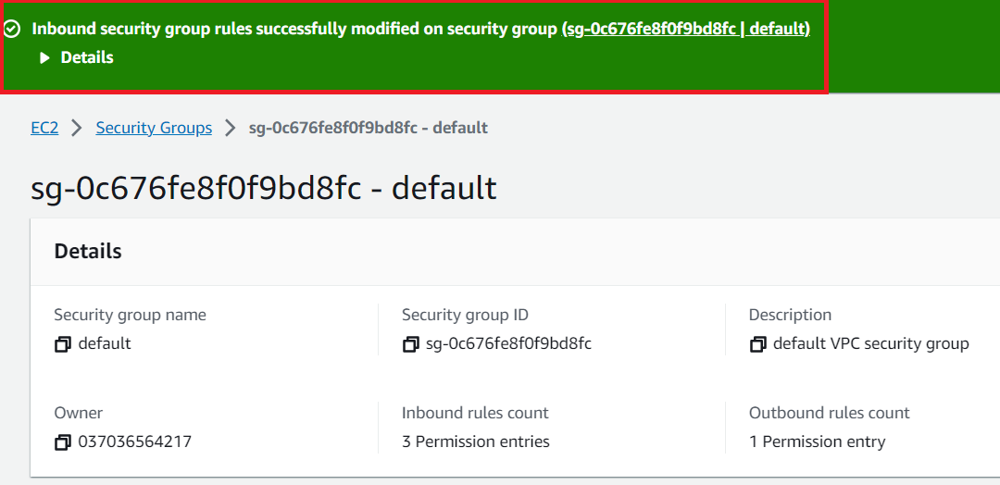 Inbound security group rules successfully modified on security group (sg-0c676fe8f0f9bd8fc | default)
Details
EC2 > Security Groups > sg-0c676fe8f0f9bd8fc - default
sg-0c676fe8f0f9bd8fc - default
Details
Security group name
default
Security group ID
sg-0c676fe8f0f9bd8fc
Description
default VPC security group
Owner
037036564217
Inbound rules count
3 Permission entries
Outbound rules count
1 Permission entry